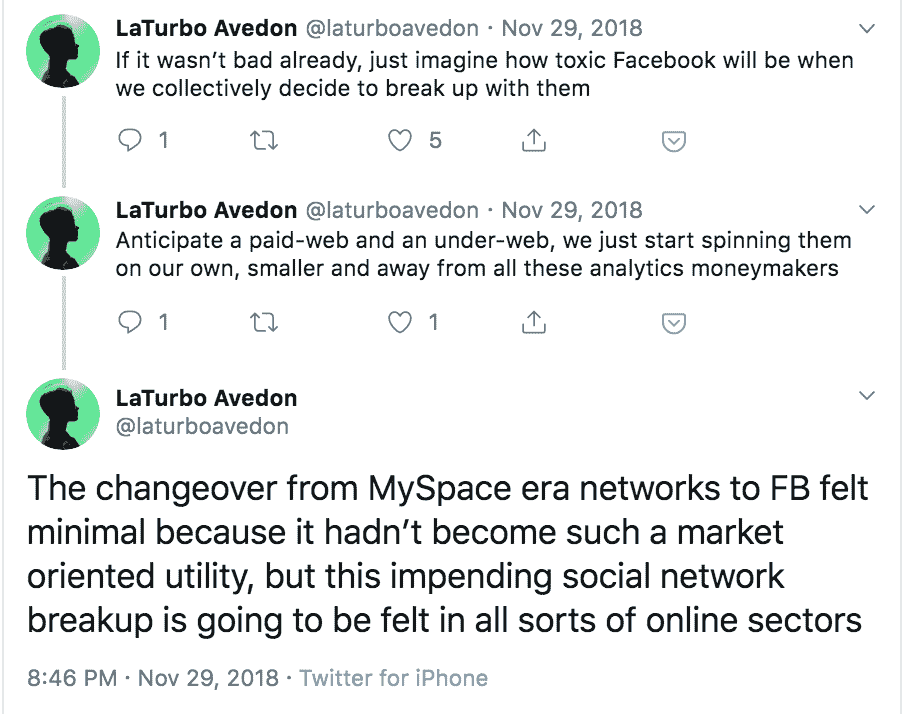 LaTurbo Avedon @laturboavedon · Nov 29, 2018
If it wasn’t bad already, just imagine how toxic Facebook will be when
we collectively decide to break up with them
1 5
LaTurbo Avedon @laturboavedon · Nov 29, 2018
Anticipate a paid-web and an under-web, we just start spinning them
on our own, smaller and away from all these analytics moneymakers
1 1
LaTurbo Avedon
@laturboavedon
The changeover from MySpace era networks to FB felt
minimal because it hadn’t become such a market
oriented utility, but this impending social network
breakup is going to be felt in all sorts of online sectors
8:46 PM · Nov 29, 2018 · Twitter for iPhone